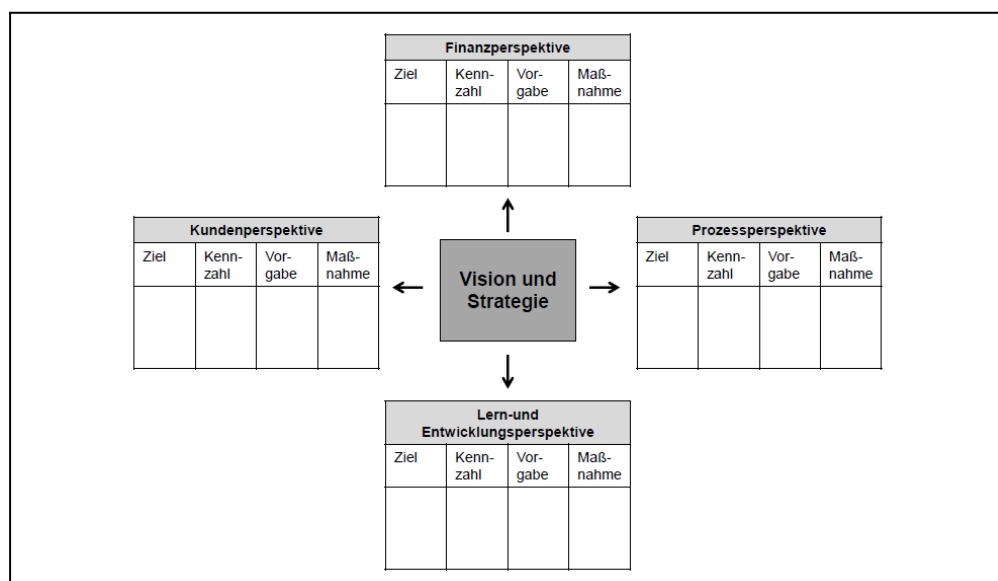 Finanzperspektive
Ziel
Kenn-
zahl
Vor-
gabe
Maß-
nahme
Kundenperspektive
Ziel
Kenn-
zahl
Vor-
gabe
Maß-
nahme
Vision und
Strategie
Prozessperspektive
Ziel
Kenn-
zahl
Vor-
gabe
Maß-
nahme
Lern-und
Entwicklungsperspektive
Ziel
Kenn-
zahl
Vor-
gabe
Maß-
nahme